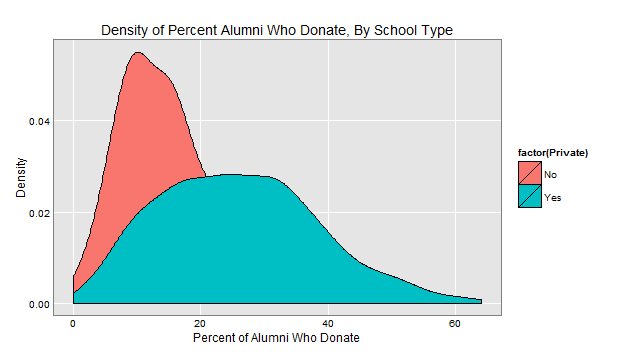 Density of Percent Alumni Who Donate, By School Type
Density
0.04
0.02
0.00
0 20 40 60
Percent of Alumni Who Donate
factor(Private)
No
Yes